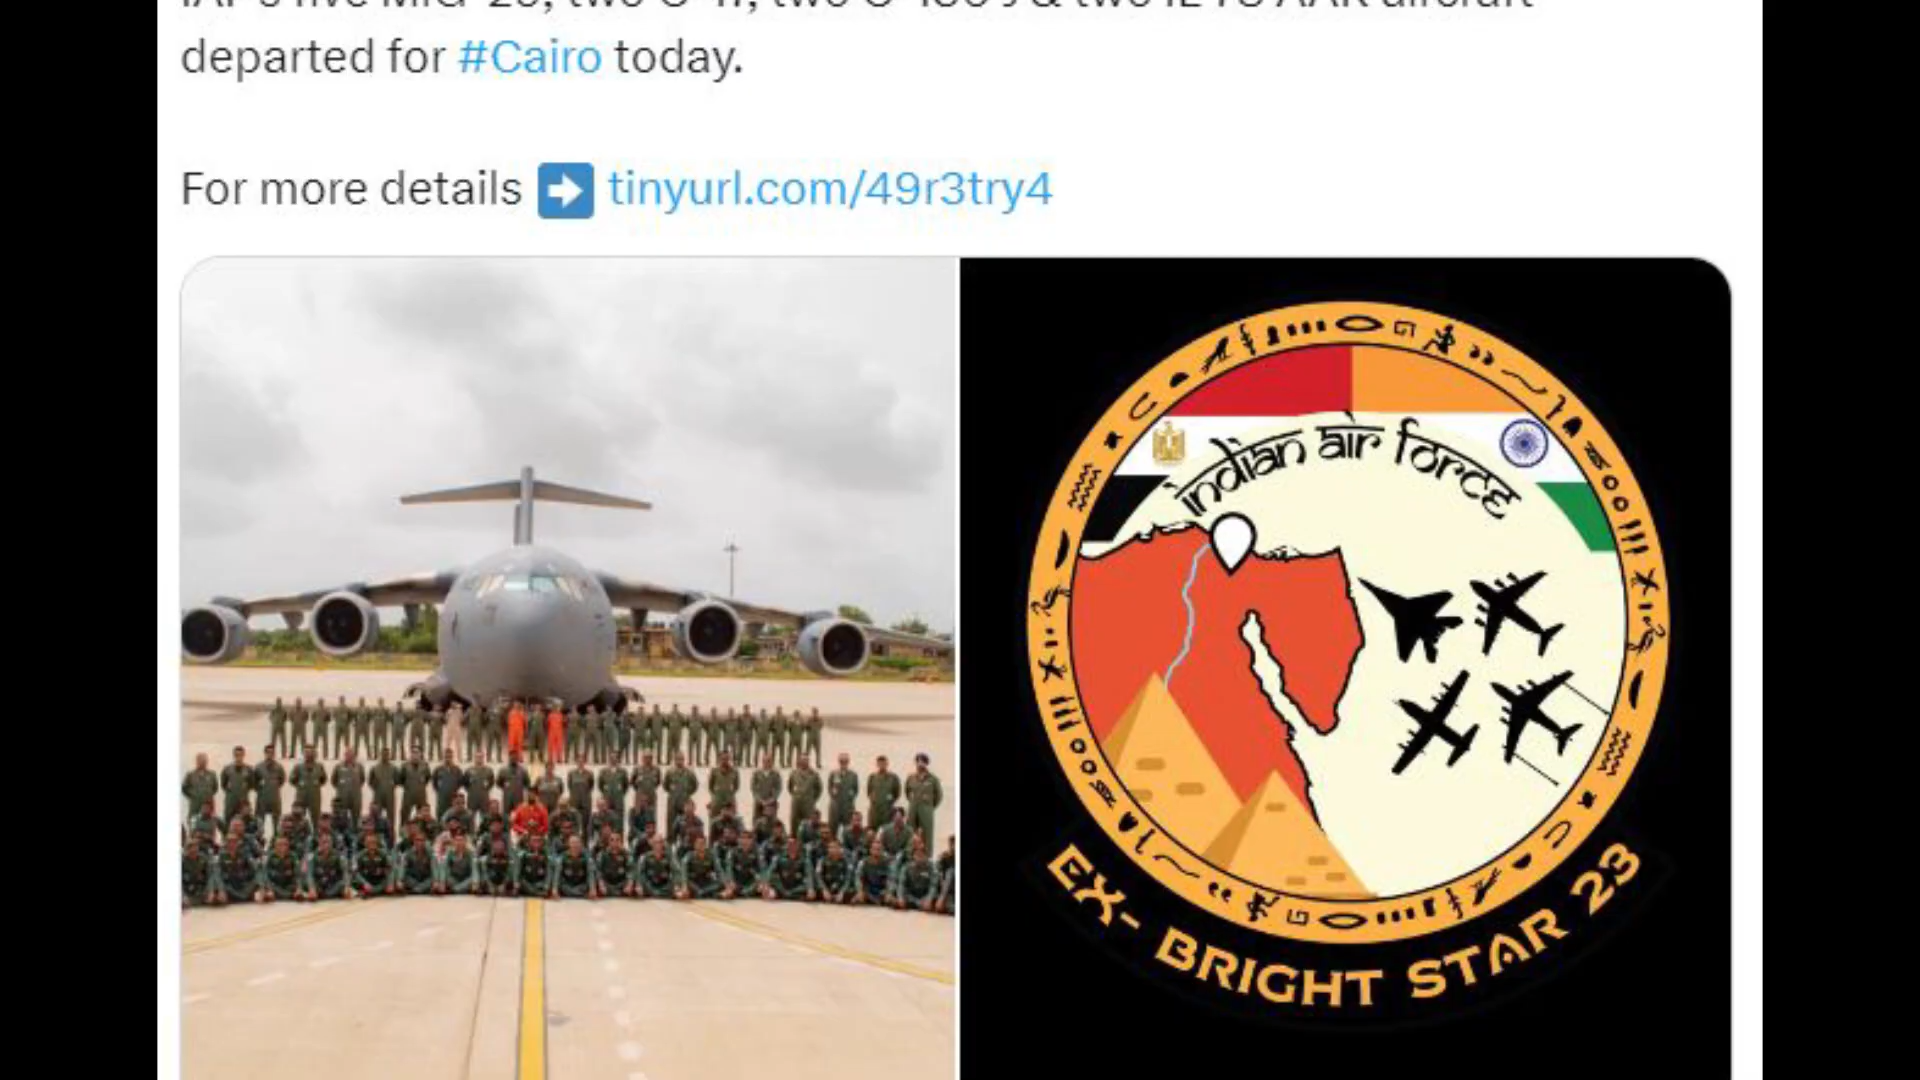 departed for #Cairo today.
For more details ➡ tinyurl.com/49r3try4
indian air force
EX- BRIGHT STAR 23